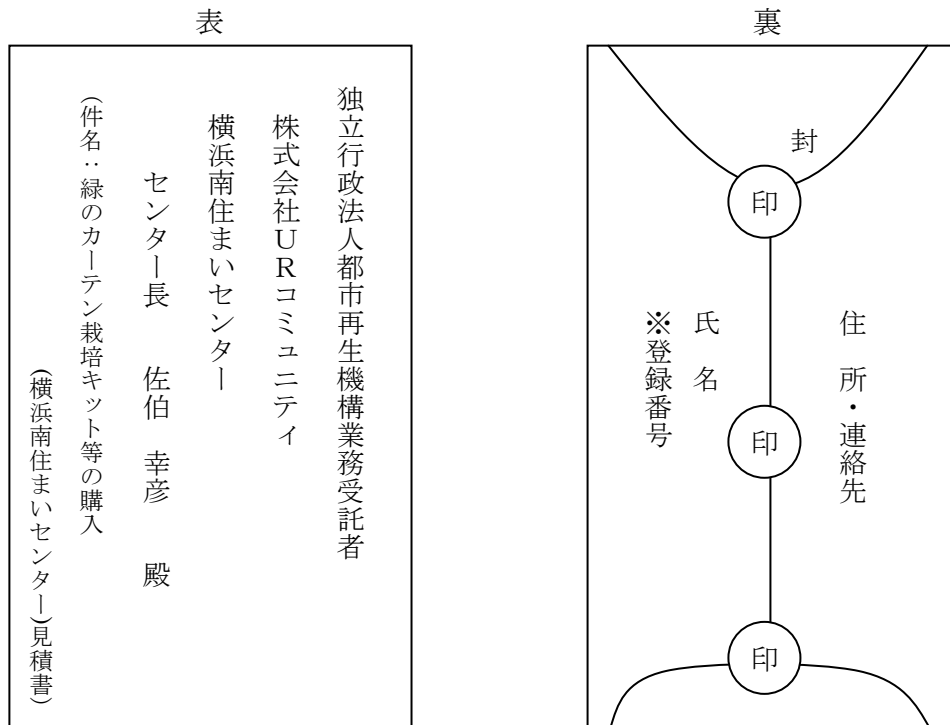 表
独立行政法人都市再生機構業務受託者
株式会社URコミュニティ
横浜南住まいセンター
センター長　佐伯　幸彦　殿
(件名：緑のカーテン栽培キット等の購入
(横浜南住まいセンター)見積書)
裏
封
印
住　所・連絡先
印
氏　名
※登録番号
印